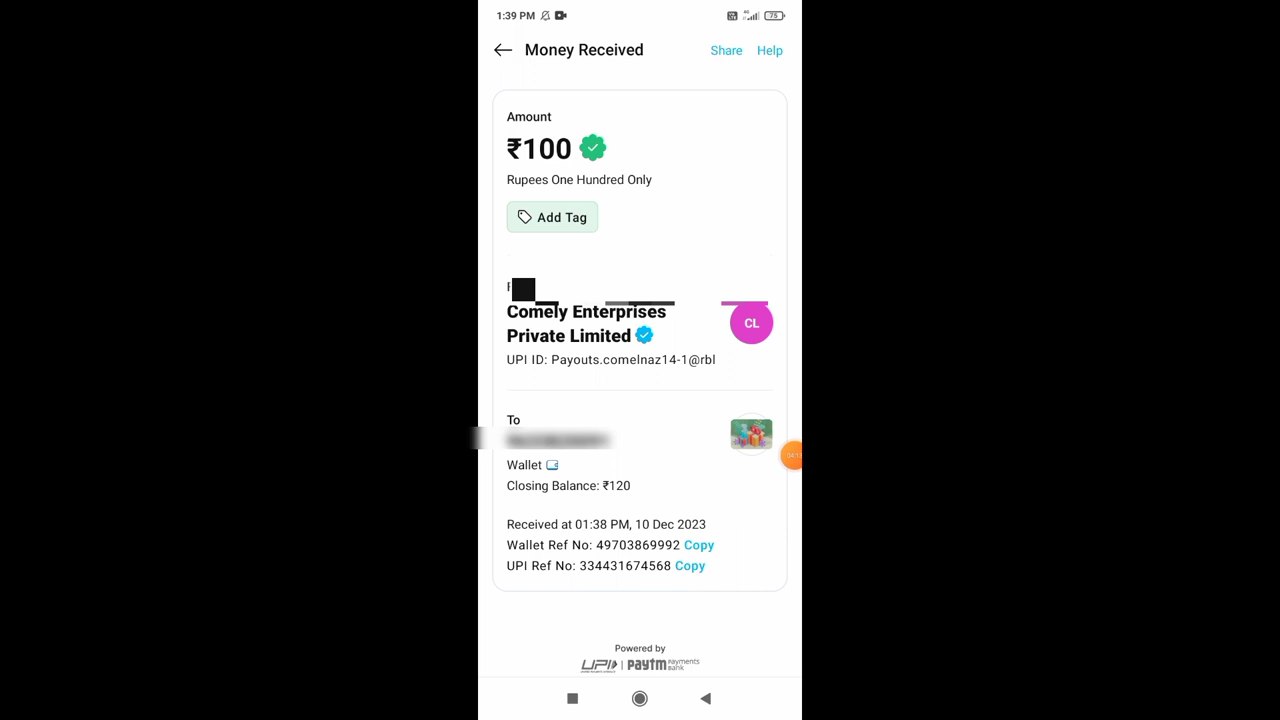 1:39 PM
4G
75
Money Received
Share Help
Amount
₹100
Rupees One Hundred Only
Add Tag
Comely Enterprises
Private Limited
CL
UPI ID: Payouts.comelnaz14-1@rbl
To
Wallet
Closing Balance: ₹120
Received at 01:38 PM, 10 Dec 2023
Wallet Ref No: 49703869992 Copy
UPI Ref No: 334431674568 Copy
Powered by
UPI | paytm payments bank